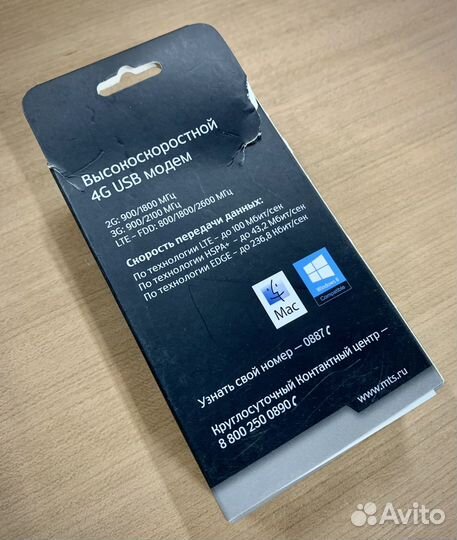 Высокоскоростной
4G USB модем
2G: 900/1800 МГц
3G: 900/2100 МГц
LTE – FDD: 800/1800/2600 МГц
Скорость передачи данных:
По технологии LTE – до 100 Мбит/сек
По технологии HSPA+ – до 43,2 Мбит/сек
По технологии EDGE – до 236,8 Кбит/сек
Mac
Windows 8
Compatible
Узнать свой номер — 0887
Круглосуточный Контактный центр —
8 800 250 0890
www.mts.ru
Avito